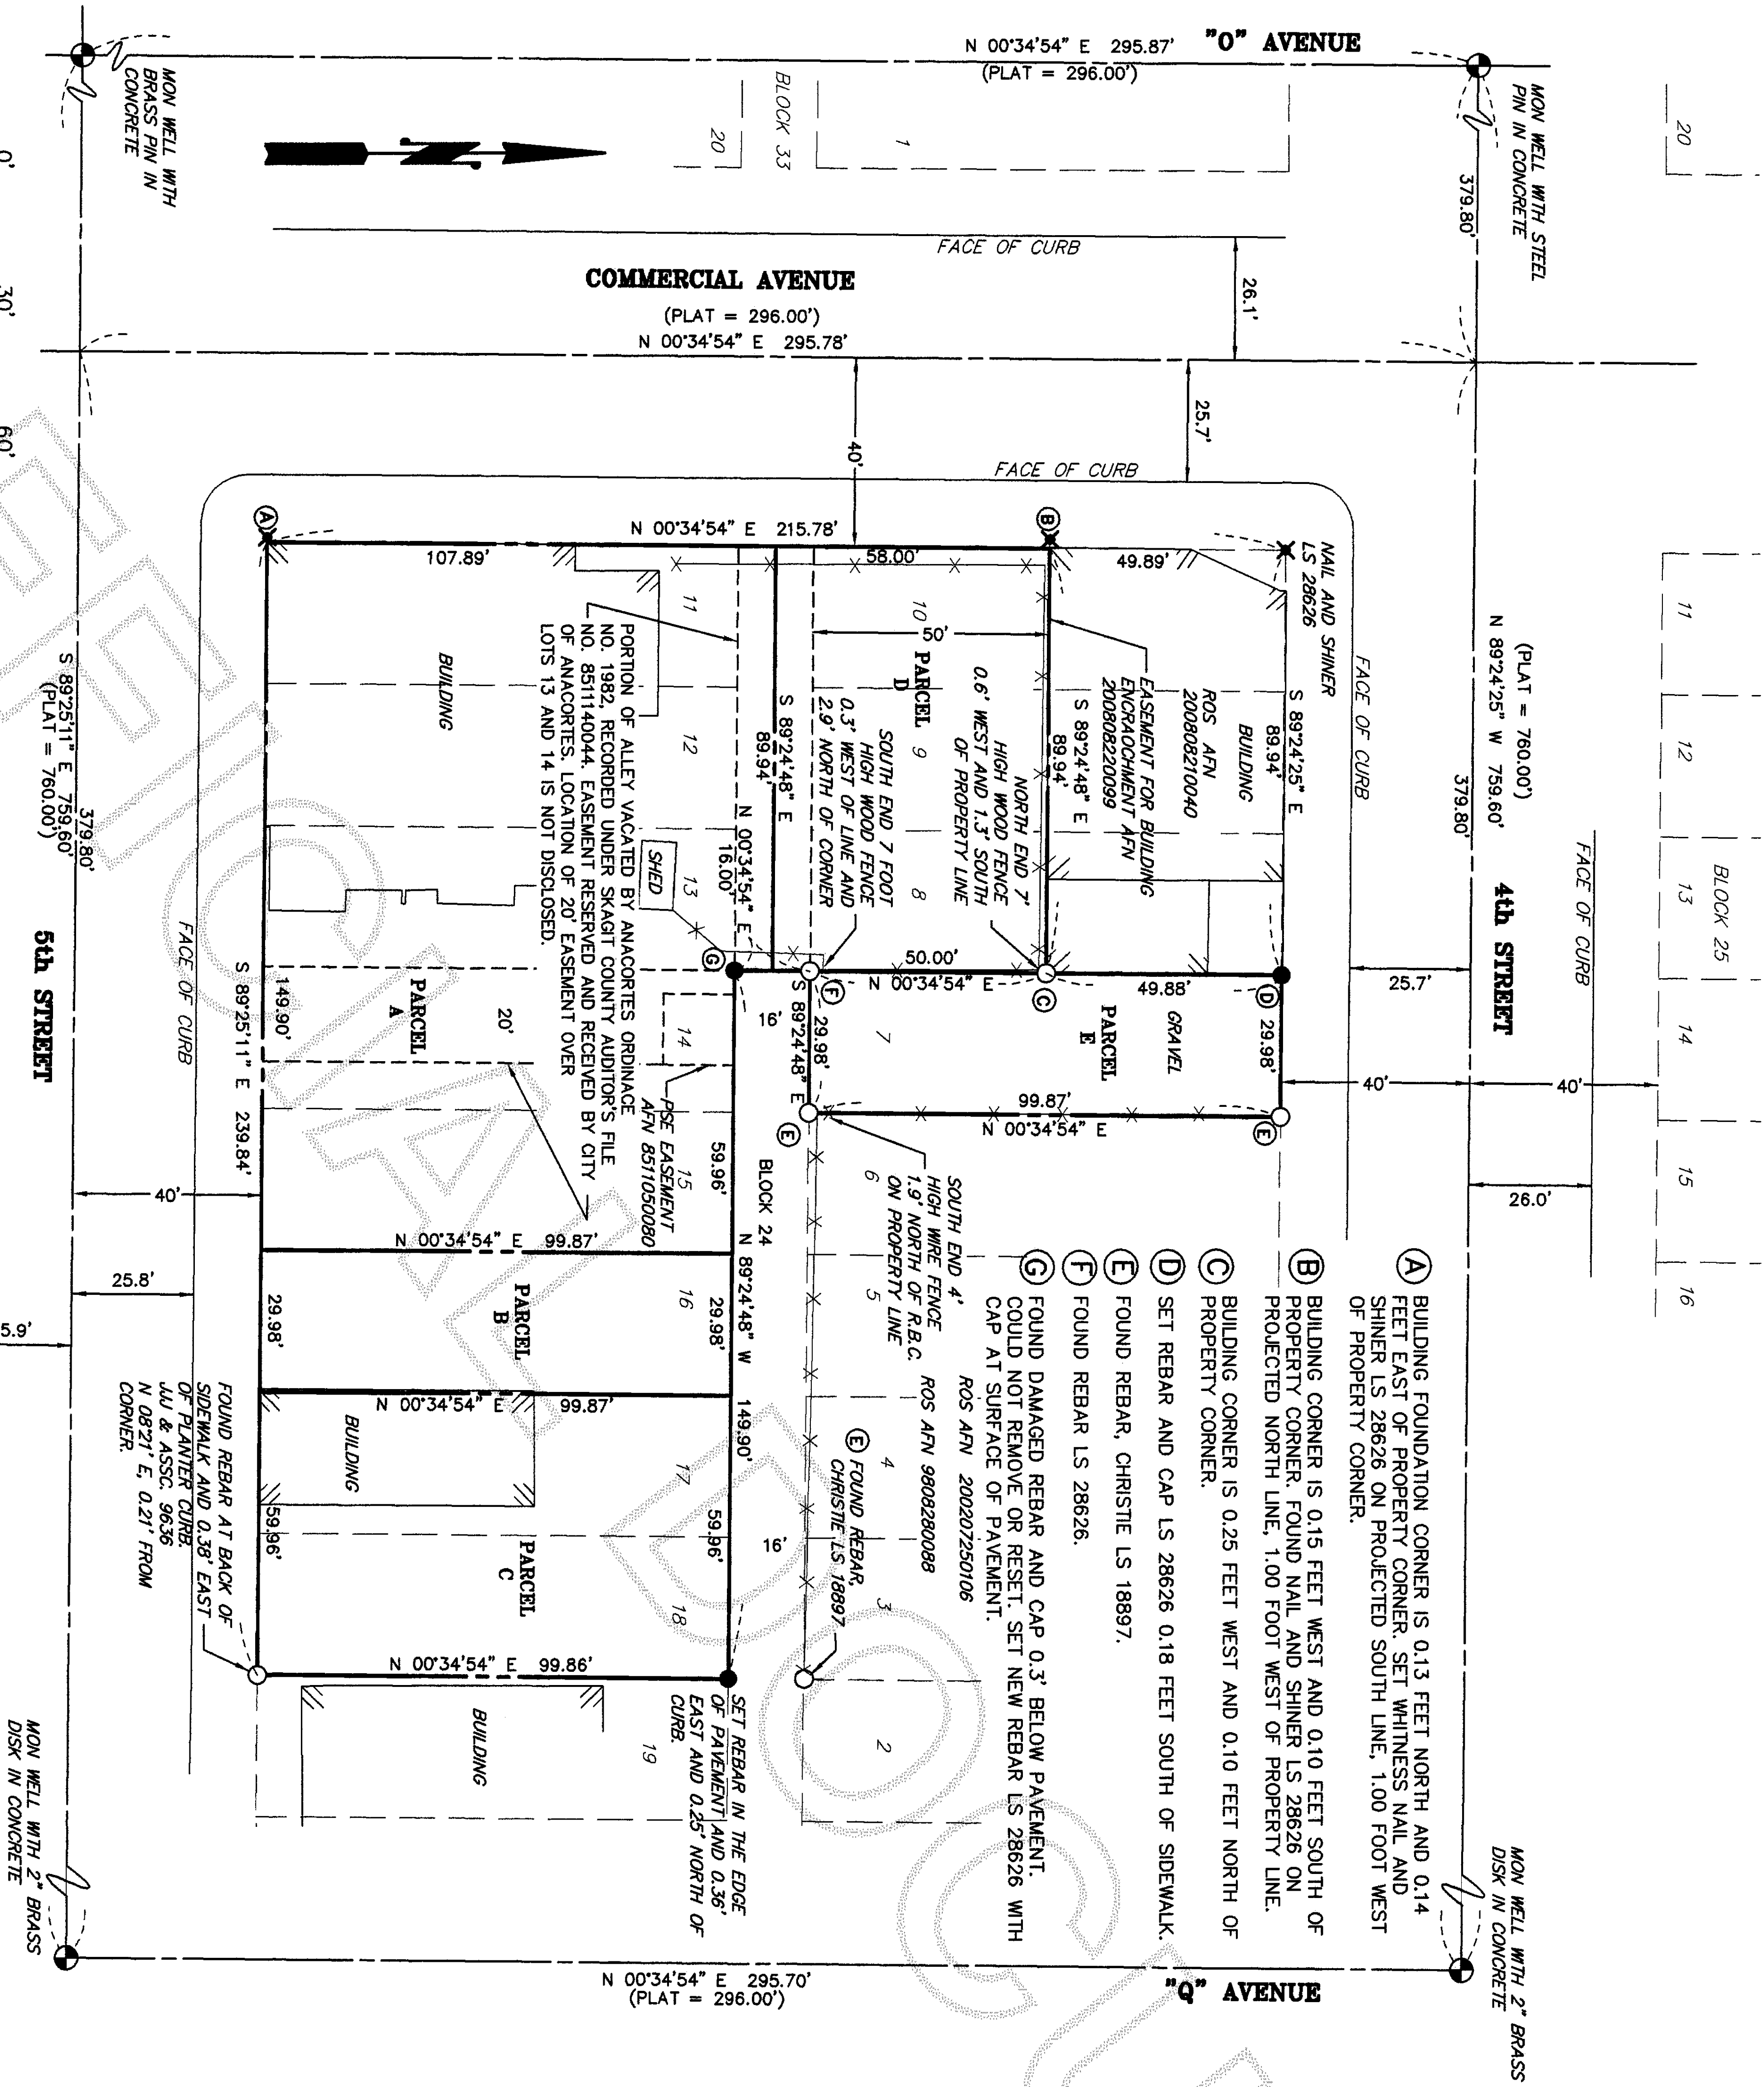 "O" AVENUE
N 00°34'54" E 295.87'
(PLAT = 296.00')
MON WELL WITH STEEL
PIN IN CONCRETE
MON WELL WITH
BRASS PIN IN
CONCRETE
BLOCK 33
1
20
20
379.80'
FACE OF CURB
26.1'
COMMERCIAL AVENUE
(PLAT = 296.00')
N 00°34'54" E 295.78'
25.7'
40'
FACE OF CURB
NAIL AND SHINER
LS 28626
FACE OF CURB
(PLAT = 760.00')
N 89°24'25" W 759.60'
379.80'
4th STREET
FACE OF CURB
BLOCK 25
11
12
13
14
15
16
25.7'
40'
40'
26.0'
A
N 00°34'54" E 215.78'
107.89'
58.00'
B
49.89'
S 89°24'25" E
89.94'
BUILDING
ROS AFN
200808210040
EASEMENT FOR BUILDING
ENCRAOCHMENT AFN
200808220099
S 89°24'48" E
89.94'
10
50'
PARCEL
D
9
8
NORTH END 7'
HIGH WOOD FENCE
0.6' WEST AND 1.3' SOUTH
OF PROPERTY LINE
SOUTH END 7 FOOT
HIGH WOOD FENCE
0.3' WEST OF LINE AND
2.9' NORTH OF CORNER
S 89°24'48" E
89.94'
N 00°34'54" E
16.00'
11
12
13
SHED
BUILDING
PORTION OF ALLEY VACATED BY ANACORTES ORDINACE
NO. 1982, RECORDED UNDER SKAGIT COUNTY AUDITOR'S FILE
NO. 8511140044. EASEMENT RESERVED AND RECEIVED BY CITY
OF ANACORTES. LOCATION OF 20' EASEMENT OVER
LOTS 13 AND 14 IS NOT DISCLOSED.
G
F
50.00'
N 00°34'54" E
C
49.88'
D
29.98'
GRAVEL
PARCEL
E
7
16'
29.98'
S 89°24'48" E
99.87'
N 00°34'54" E
E
E
PARCEL
A
20'
14
PSE EASEMENT
AFN 8511050080
15
59.96'
BLOCK 24
149.90'
S 89°25'11" E 239.84'
FACE OF CURB
S 89°25'11" E 759.60'
(PLAT = 760.00')
379.80'
5th STREET
40'
25.8'
5.9'
0'
30'
60'
N 00°34'54" E 99.87'
29.98'
PARCEL
B
16
29.98'
N 89°24'48" W 149.90'
N 00°34'54" E 99.87'
BUILDING
59.96'
17
PARCEL
C
18
59.96'
16'
N 00°34'54" E 99.86'
SOUTH END 4'
HIGH WIRE FENCE
1.9' NORTH OF R.B.C.
ON PROPERTY LINE
6
5
4
3
2
ROS AFN 200207250106
ROS AFN 9808280088
E FOUND REBAR,
CHRISTIE LS 18897
FOUND REBAR AT BACK OF
SIDEWALK AND 0.38' EAST
OF PLANTER CURB.
JJJ & ASSC. 9636
N 08°21' E, 0.21' FROM
CORNER.
SET REBAR IN THE EDGE
OF PAVEMENT AND 0.36'
EAST AND 0.25' NORTH OF
CURB.
BUILDING
19
A BUILDING FOUNDATION CORNER IS 0.13 FEET NORTH AND 0.14
FEET EAST OF PROPERTY CORNER. SET WITNESS NAIL AND
SHINER LS 28626 ON PROJECTED SOUTH LINE, 1.00 FOOT WEST
OF PROPERTY CORNER.
B BUILDING CORNER IS 0.15 FEET WEST AND 0.10 FEET SOUTH OF
PROPERTY CORNER. FOUND NAIL AND SHINER LS 28626 ON
PROJECTED NORTH LINE, 1.00 FOOT WEST OF PROPERTY LINE.
C BUILDING CORNER IS 0.25 FEET WEST AND 0.10 FEET NORTH OF
PROPERTY CORNER.
D SET REBAR AND CAP LS 28626 0.18 FEET SOUTH OF SIDEWALK.
E FOUND REBAR, CHRISTIE LS 18897.
F FOUND REBAR LS 28626.
G FOUND DAMAGED REBAR AND CAP 0.3' BELOW PAVEMENT.
COULD NOT REMOVE OR RESET. SET NEW REBAR LS 28626 WITH
CAP AT SURFACE OF PAVEMENT.
MON WELL WITH 2" BRASS
DISK IN CONCRETE
MON WELL WITH 2" BRASS
DISK IN CONCRETE
N 00°34'54" E 295.70'
(PLAT = 296.00')
"Q" AVENUE